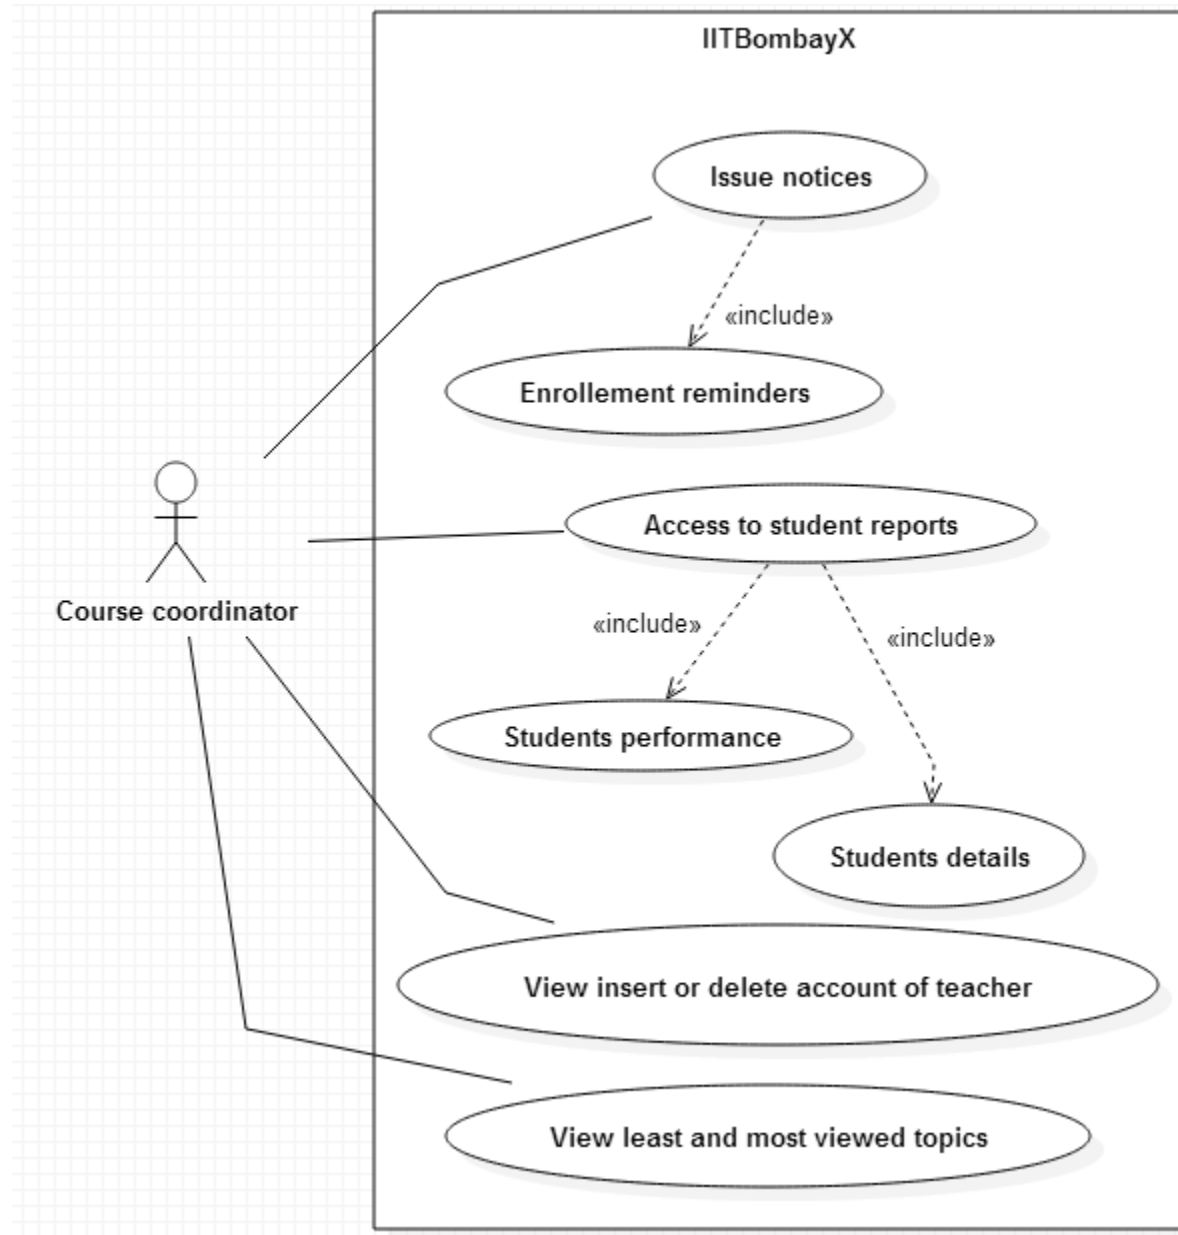 IITBombayX
Issue notices
«include»
Enrollement reminders
Access to student reports
«include»
«include»
Course coordinator
Students performance
Students details
View insert or delete account of teacher
View least and most viewed topics